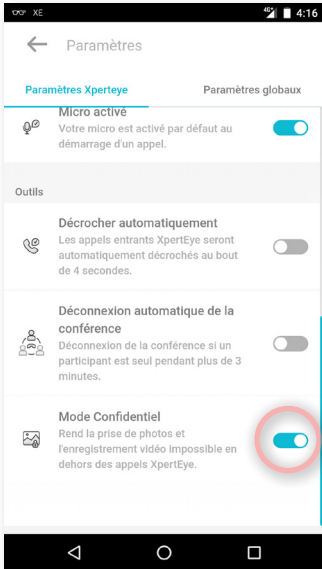 XE 4G 4:16
Paramètres
Paramètres Xperteye Paramètres globaux
Micro activé
Votre micro est activé par défaut au
démarrage d'un appel.
Outils
Décrocher automatiquement
Les appels entrants XpertEye seront
automatiquement décrochés au bout
de 4 secondes.
Déconnexion automatique de la
conférence
Déconnexion de la conférence si un
participant est seul pendant plus de 3
minutes.
Mode Confidentiel
Rend la prise de photos et
l'enregistrement vidéo impossible en
dehors des appels XpertEye.